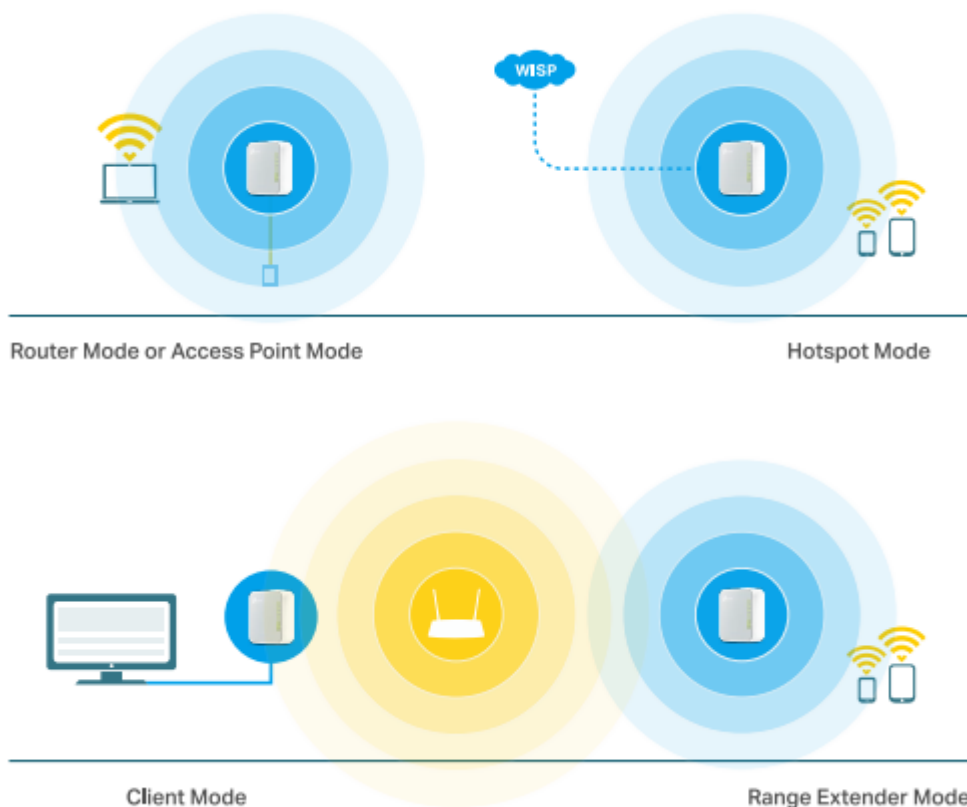 WISP
Router Mode or Access Point Mode
Hotspot Mode
Client Mode
Range Extender Mode